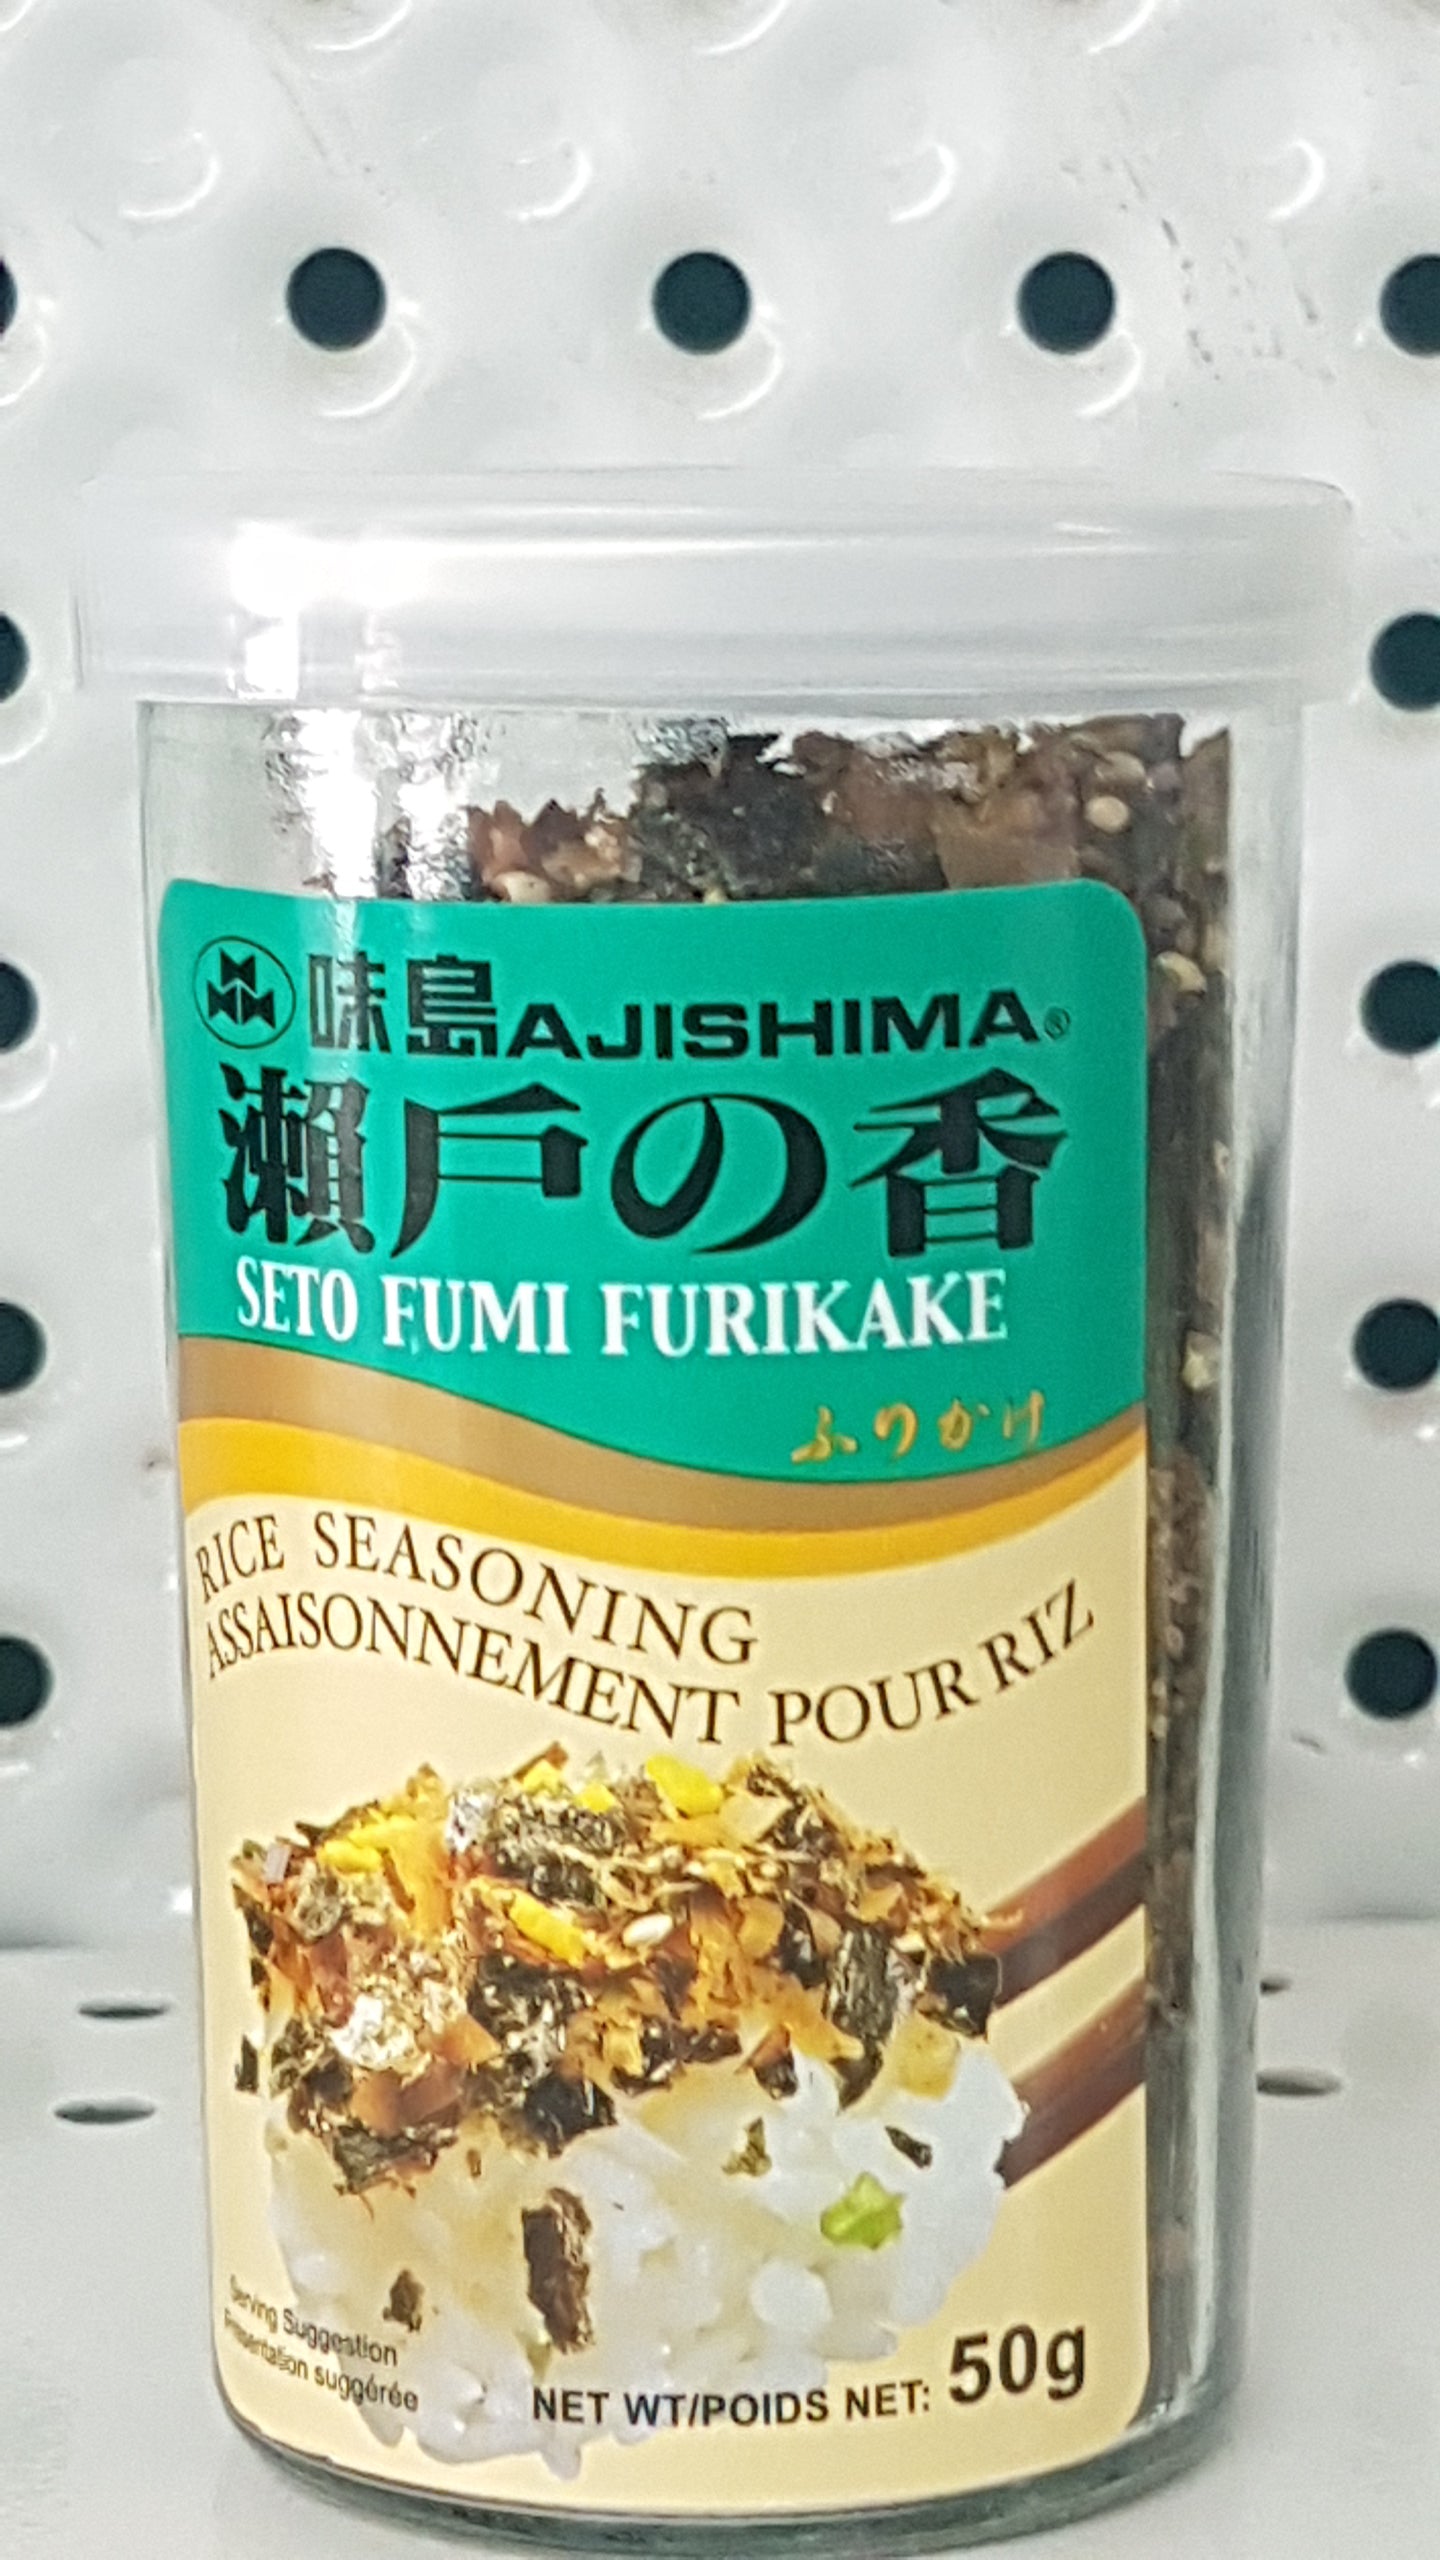 味島AJISHIMA®
瀬戸の香
SETO FUMI FURIKAKE
ふりかけ
RICE SEASONING
ASSAISONNEMENT POUR RIZ
Serving Suggestion
Présentation suggérée
NET WT/POIDS NET: 50g